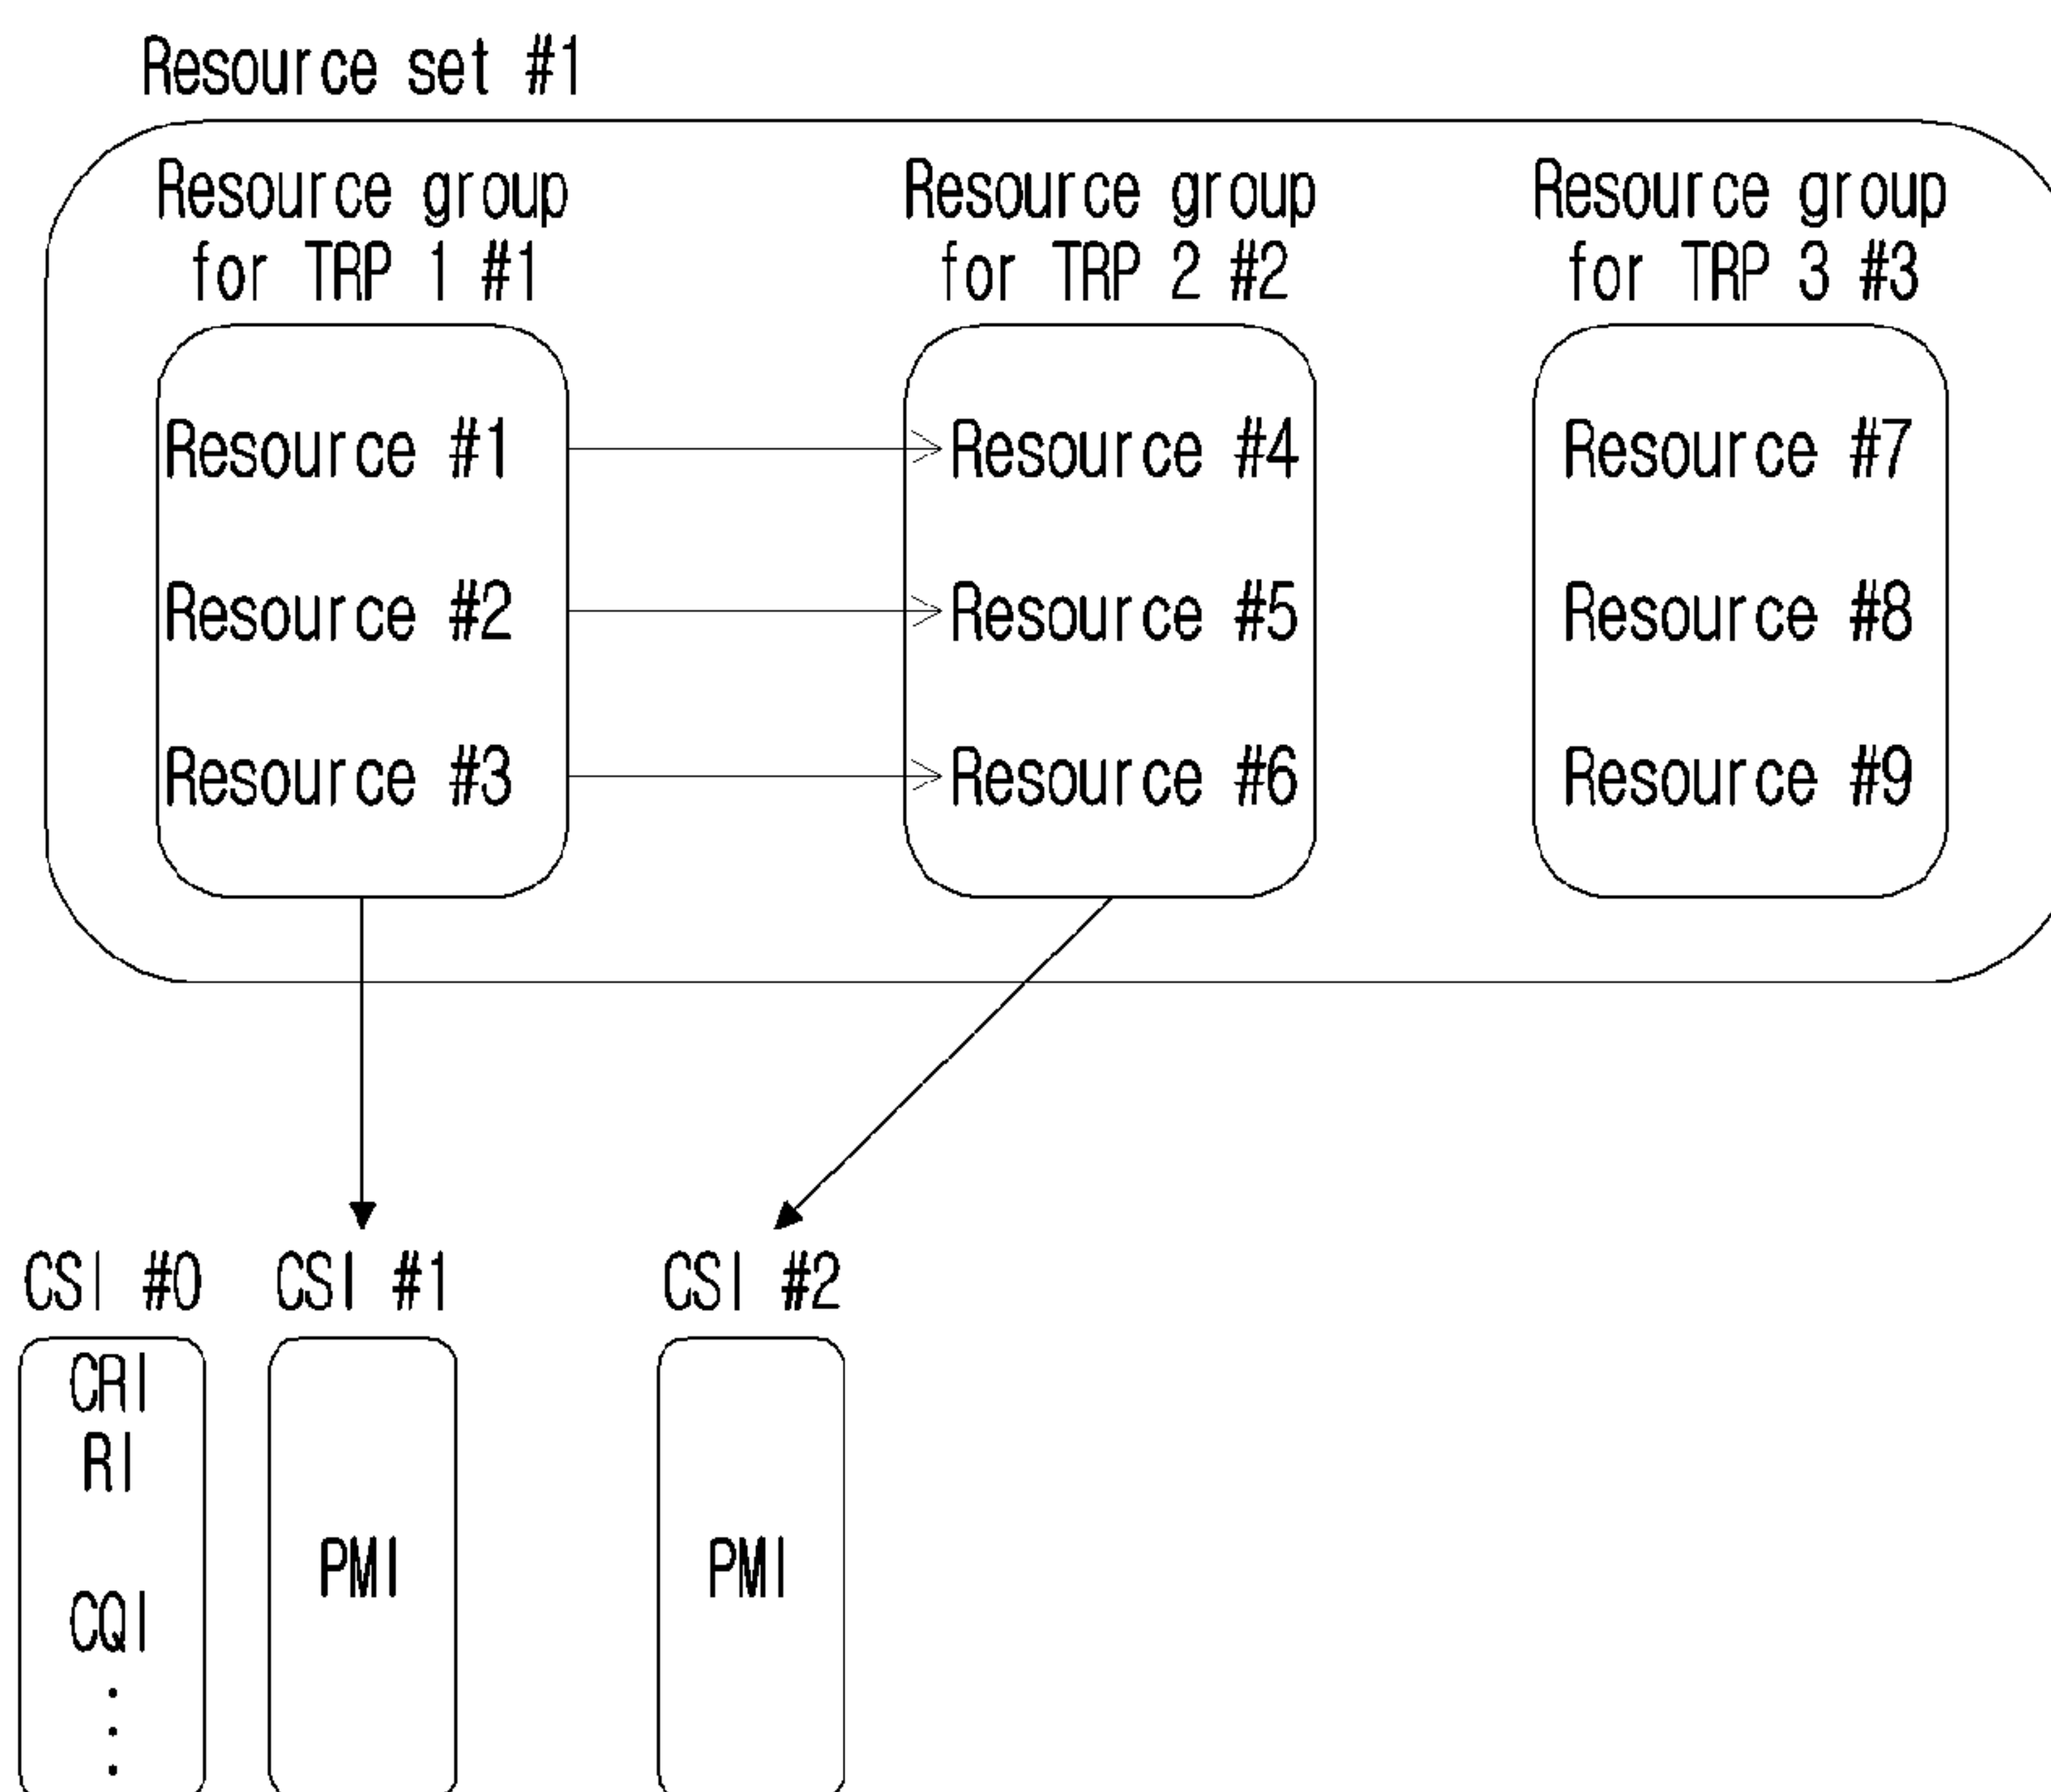 Resource set #1
Resource group
for TRP 1 #1
Resource #1
Resource #2
Resource #3
Resource group
for TRP 2 #2
Resource #4
Resource #5
Resource #6
Resource group
for TRP 3 #3
Resource #7
Resource #8
Resource #9
CSI #0
CRI
RI
CQI
CSI #1
PMI
CSI #2
PMI